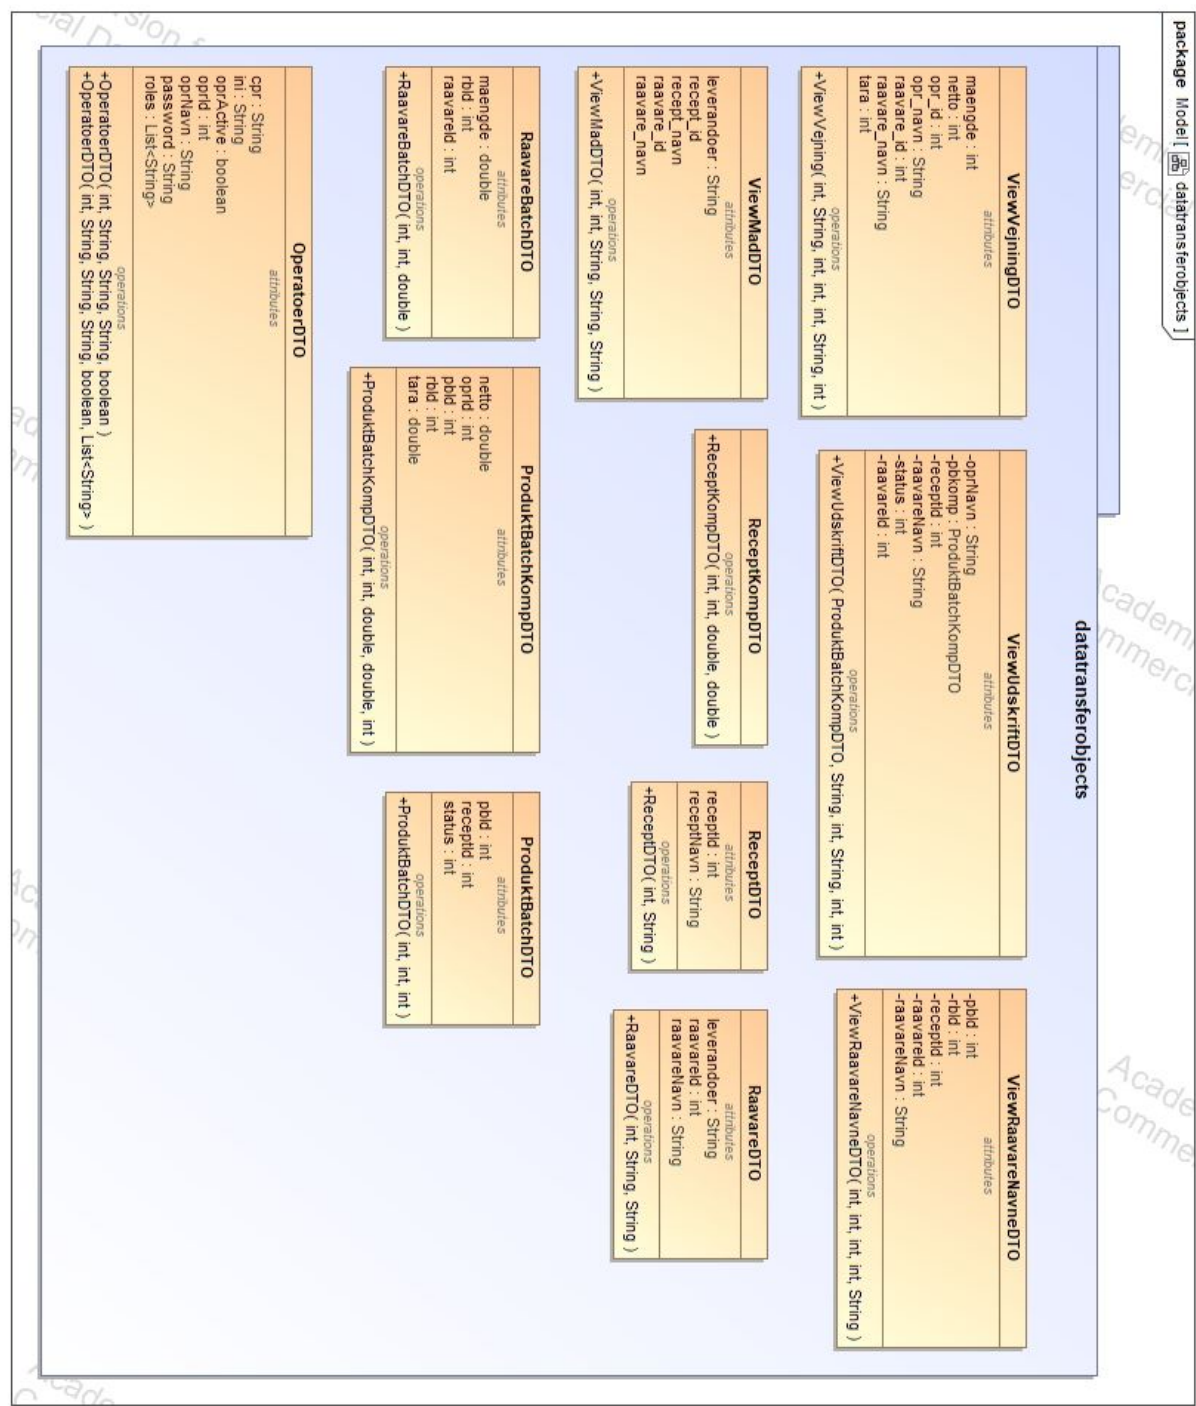 package Model [ datatransferobjects ]
datatransferobjects
ViewVejningDTO
attributes
maengde : int
netto : int
opr_id : int
opr_navn : String
raavare_id : int
raavare_navn : String
tara : int
operations
+ViewVejning( int, String, int, int, int, String, int )
ViewUdskriftDTO
attributes
-oprNavn : String
-pbkomp : ProduktBatchKompDTO
-receptId : int
-raavareNavn : String
-status : int
-raavareId : int
operations
+ViewUdskriftDTO( ProduktBatchKompDTO, String, int, String, int, int )
ViewRaavareNavneDTO
attributes
-pbId : int
-rbId : int
-receptId : int
-raavareId : int
-raavareNavn : String
operations
+ViewRaavareNavneDTO( int, int, int, int, String )
ViewMadDTO
attributes
leverandoer : String
recept_id
recept_navn
raavare_id
raavare_navn
operations
+ViewMadDTO( int, int, String, String, String )
ReceptKompDTO
operations
+ReceptKompDTO( int, int, double, double )
ReceptDTO
attributes
receptId : int
receptNavn : String
operations
+ReceptDTO( int, String )
RaavareDTO
attributes
leverandoer : String
raavareId : int
raavareNavn : String
operations
+RaavareDTO( int, String, String )
RaavareBatchDTO
attributes
maengde : double
rbId : int
raavareId : int
operations
+RaavareBatchDTO( int, int, double )
ProduktBatchKompDTO
attributes
netto : double
oprId : int
pbId : int
rbId : int
tara : double
operations
+ProduktBatchKompDTO( int, int, double, double, int )
ProduktBatchDTO
attributes
pbId : int
receptId : int
status : int
operations
+ProduktBatchDTO( int, int, int )
OperatoerDTO
attributes
cpr : String
ini : String
oprActive : boolean
oprId : int
oprNavn : String
password : String
roles : List<String>
operations
+OperatoerDTO( int, String, String, String, String, boolean )
+OperatoerDTO( int, String, String, String, String, boolean, List<String> )